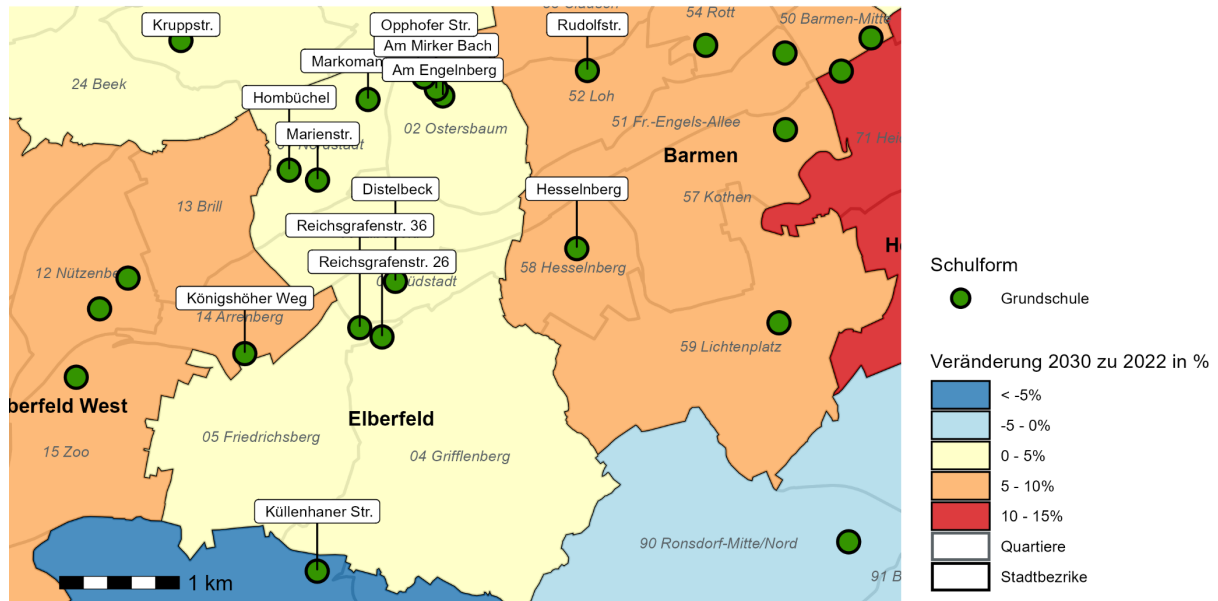 54 Rott
50 Barmen-Mitte
Kruppstr.
Opphofer Str.
Rudolfstr.
Am Mirker Bach
Markoman
Am Engelnberg
24 Beek
Hombüchel
52 Loh
51 Fr.-Engels-Allee
02 Ostersbaum
Marienstr.
Barmen
Distelbeck
Hesselnberg
57 Kothen
13 Brill
Reichsgrafenstr. 36
Reichsgrafenstr. 26
58 Hesselnberg
12 Nützenbe
Königshöher Weg
14 Arrenberg
59 Lichtenplatz
berfeld West
Elberfeld
05 Friedrichsberg
15 Zoo
04 Grifflenberg
Küllenhaner Str.
90 Ronsdorf-Mitte/Nord
91 B
1 km
Schulform
Grundschule
Veränderung 2030 zu 2022 in %
< -5%
-5 - 0%
0 - 5%
5 - 10%
10 - 15%
Quartiere
Stadtbezrike